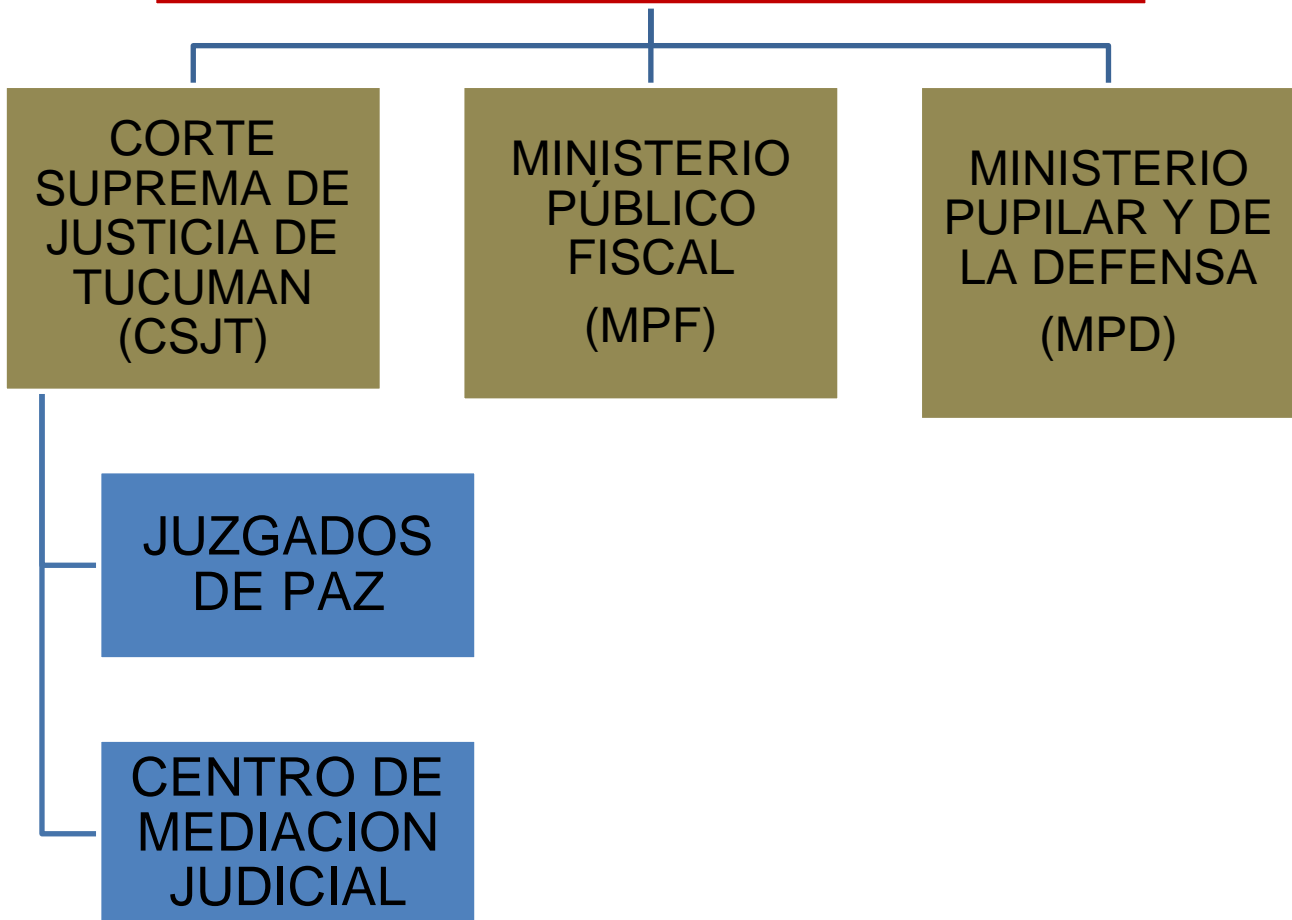 CORTE
SUPREMA DE
JUSTICIA DE
TUCUMAN
(CSJT)
MINISTERIO
PÚBLICO
FISCAL
(MPF)
MINISTERIO
PUPILAR Y DE
LA DEFENSA
(MPD)
JUZGADOS
DE PAZ
CENTRO DE
MEDIACION
JUDICIAL